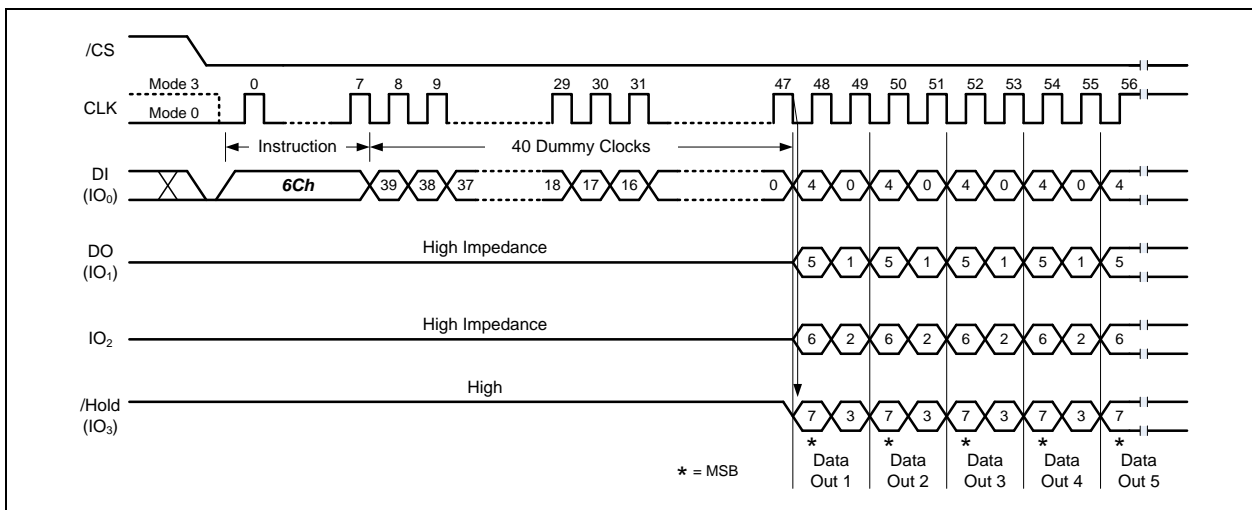 /CS
Mode 3 0 7 8 9 29 30 31 47 48 49 50 51 52 53 54 55 56
CLK
Mode 0
Instruction 40 Dummy Clocks
DI
(IO₀)
6Ch 39 38 37 18 17 16 0 4 0 4 0 4 0 4 0 4
High Impedance
DO
(IO₁)
5 1 5 1 5 1 5 1 5
High Impedance
IO₂
6 2 6 2 6 2 6 2 6
High
/Hold
(IO₃)
7 3 7 3 7 3 7 3 7
* * * * *
* = MSB
Data Data Data Data Data
Out 1 Out 2 Out 3 Out 4 Out 5